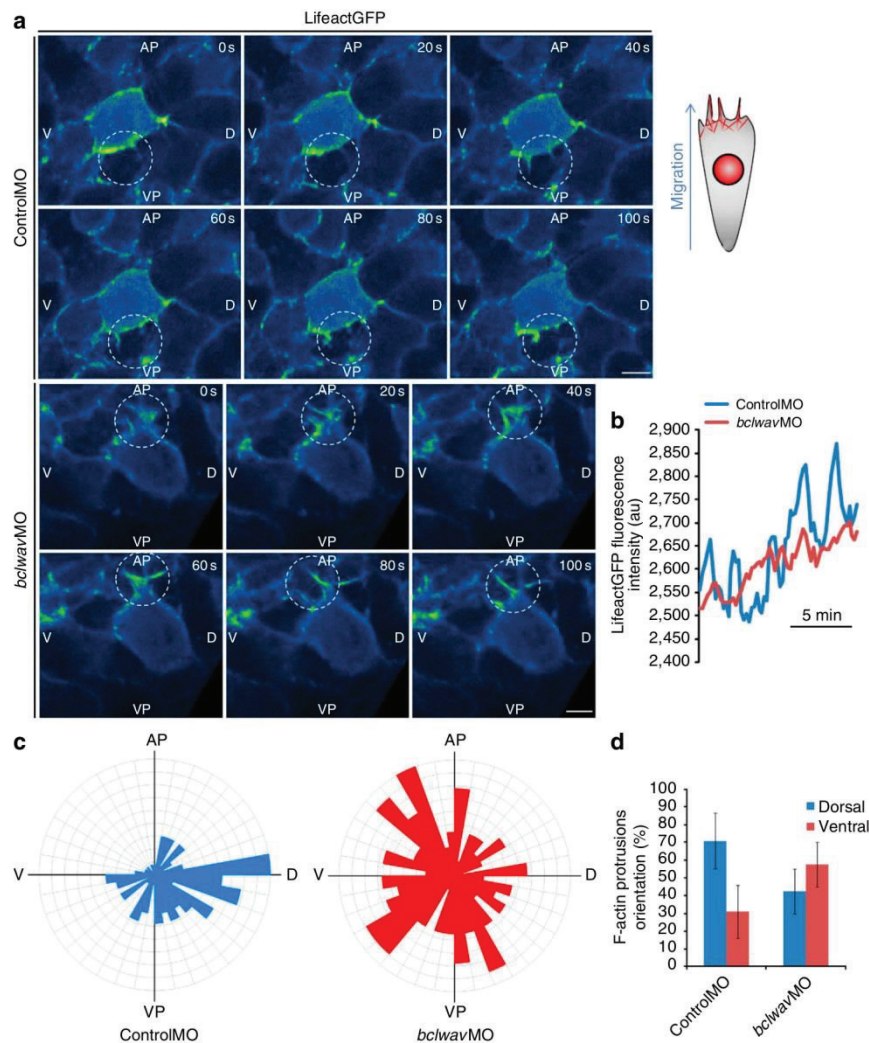 a
LifeactGFP
ControlMO
AP 0 s
V D
VP
AP 20 s
V D
VP
AP 40 s
V D
VP
AP 60 s
V D
VP
AP 80 s
V D
VP
AP 100 s
V D
VP
Migration
bclwavMO
AP 0 s
V D
VP
AP 20 s
V D
VP
AP 40 s
V D
VP
AP 60 s
V D
VP
AP 80 s
V D
VP
AP 100 s
V D
VP
b
ControlMO
bclwavMO
LifeactGFP fluorescence
intensity (au)
2,900
2,850
2,800
2,750
2,700
2,650
2,600
2,550
2,500
2,450
2,400
5 min
c
AP
V D
VP
ControlMO
AP
V D
VP
bclwavMO
d
F-actin protrusions
orientation (%)
100
90
80
70
60
50
40
30
20
10
0
Dorsal
Ventral
ControlMO
bclwavMO